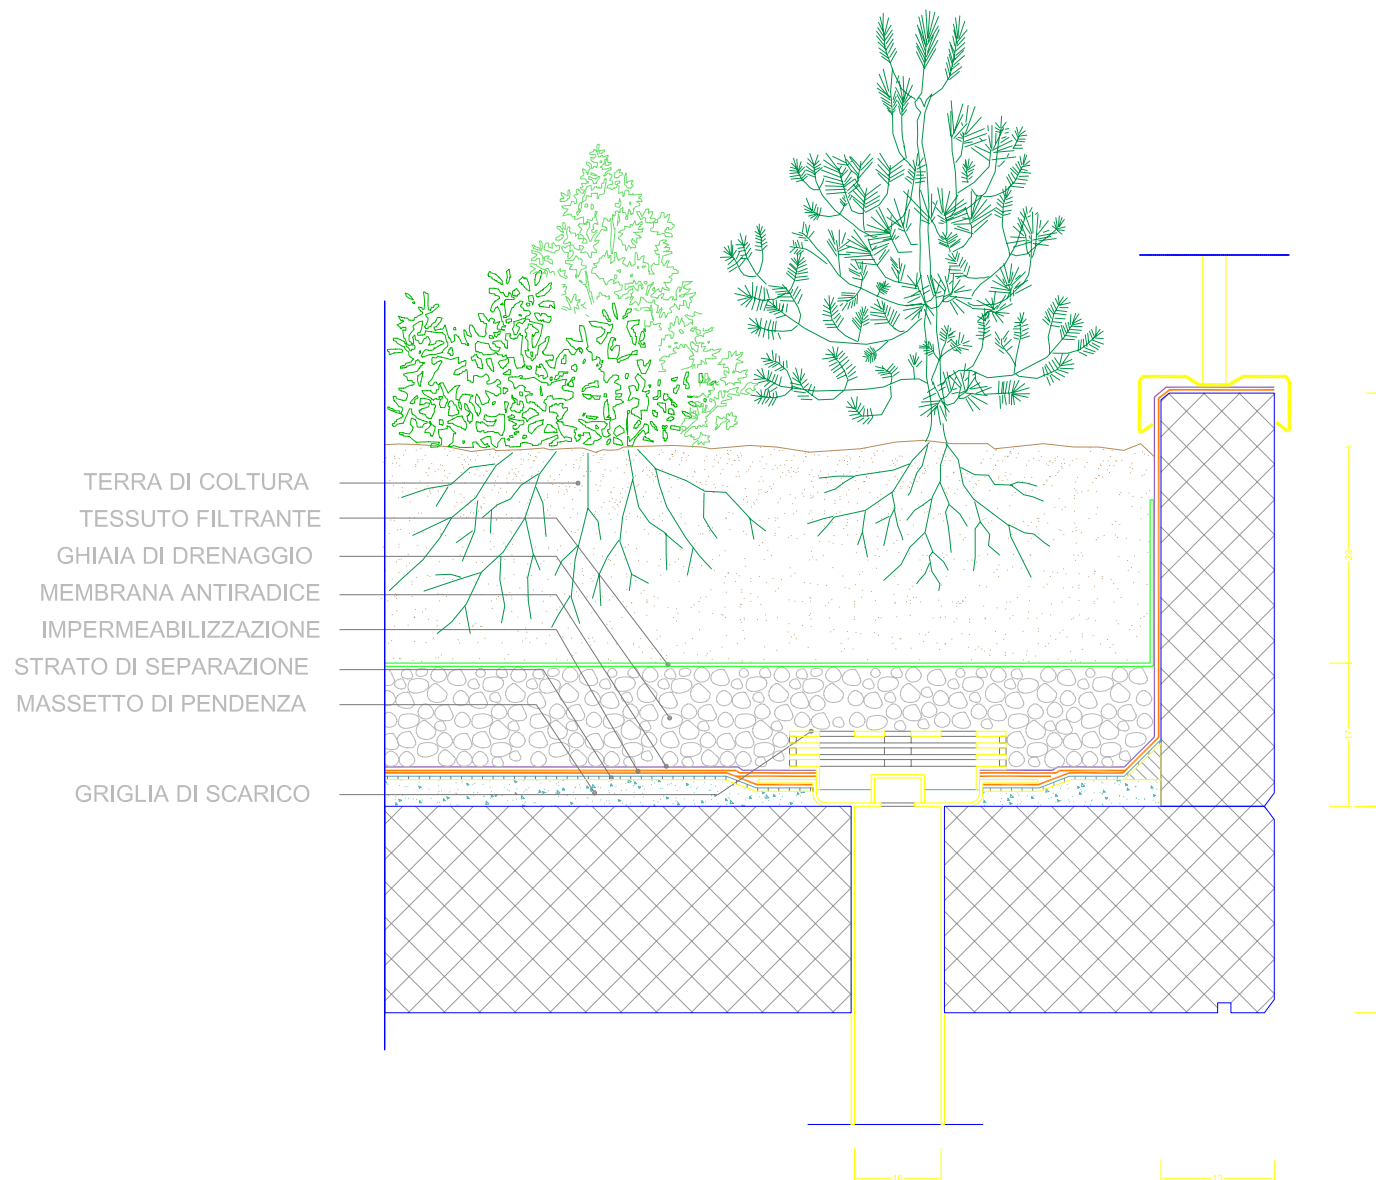 TERRA DI COLTURA
TESSUTO FILTRANTE
GHIAIA DI DRENAGGIO
MEMBRANA ANTIRADICE
IMPERMEABILIZZAZIONE
STRATO DI SEPARAZIONE
MASSETTO DI PENDENZA
GRIGLIA DI SCARICO
17